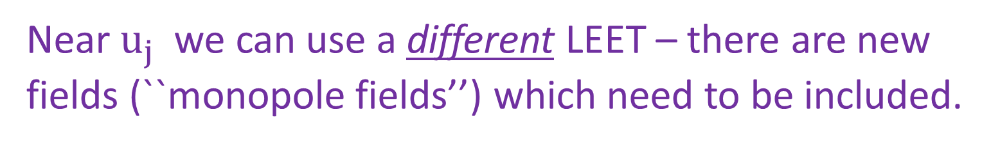 Near uⱼ we can use a different LEET – there are new
fields (``monopole fields’’) which need to be included.